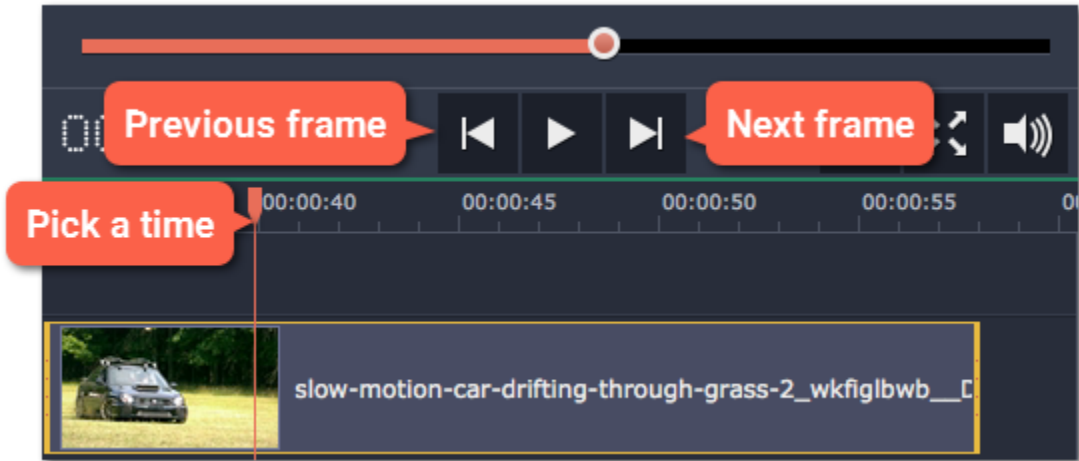 Previous frame
Next frame
Pick a time
00:00:40 00:00:45 00:00:50 00:00:55
slow-motion-car-drifting-through-grass-2_wkfiglbwb__D